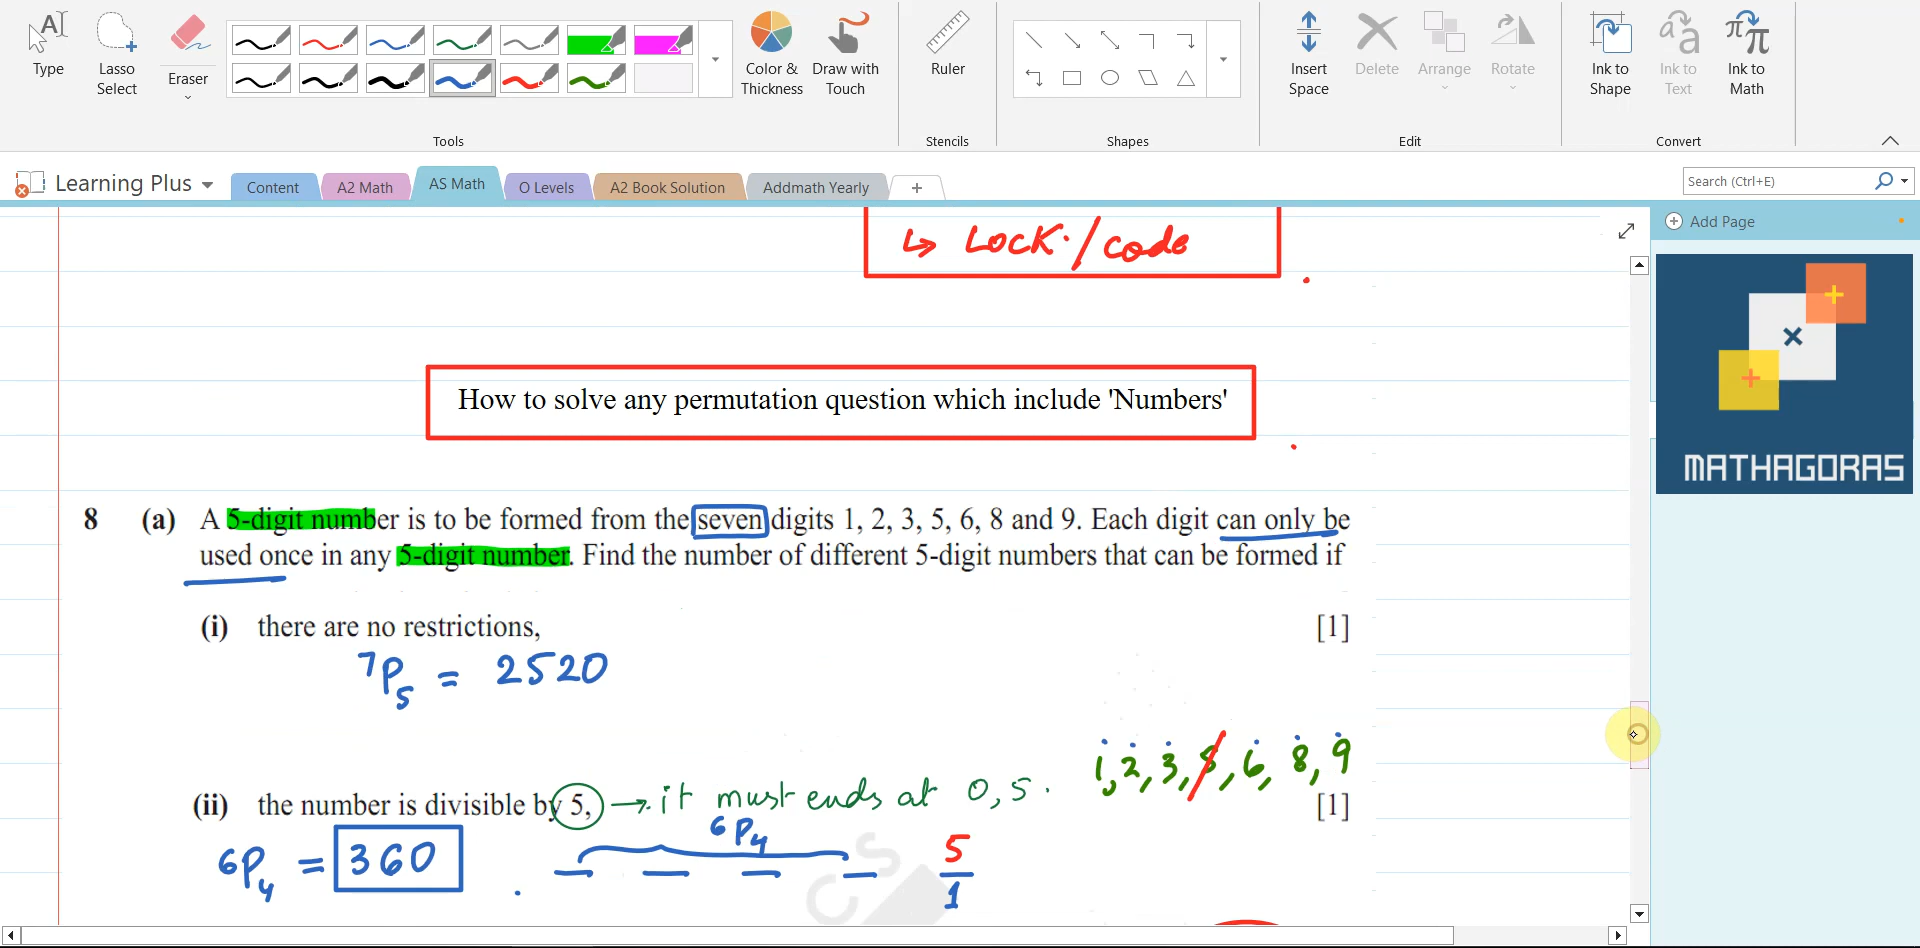 Type
Lasso Select
Eraser
Color & Thickness
Draw with Touch
Ruler
Insert Space
Delete
Arrange
Rotate
Ink to Shape
Ink to Text
Ink to Math
Tools
Stencils
Shapes
Edit
Convert
Learning Plus
Content
A2 Math
AS Math
O Levels
A2 Book Solution
Addmath Yearly
Search (Ctrl+E)
Add Page
↳ Lock./code
How to solve any permutation question which include 'Numbers'
MATHAGORAS
8 (a) A 5-digit number is to be formed from the seven digits 1, 2, 3, 5, 6, 8 and 9. Each digit can only be
used once in any 5-digit number. Find the number of different 5-digit numbers that can be formed if
(i) there are no restrictions, [1]
⁷P₅ = 2520
1, 2, 3, 5, 6, 8, 9
(ii) the number is divisible by 5, → it must ends at 0, 5. [1]
⁶P₄
6P₄ = 360
5
1
CS